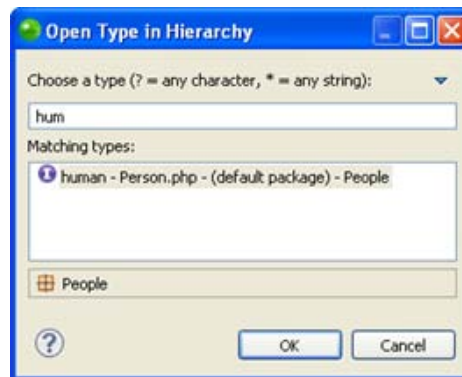 Open Type in Hierarchy
Choose a type (? = any character, * = any string):
hum
Matching types:
human - Person.php - (default package) - People
People
OK
Cancel